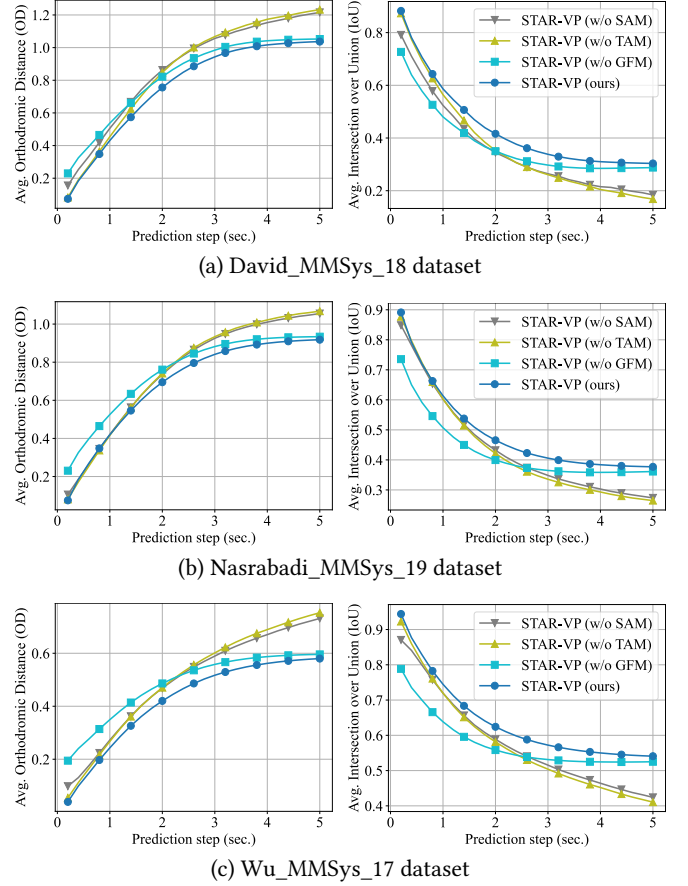 Avg. Orthodromic Distance (OD)
1.2
1.0
0.8
0.6
0.4
0.2
0 1 2 3 4 5
Prediction step (sec.)
Avg. Intersection over Union (IoU)
0.8
0.6
0.4
0.2
STAR-VP (w/o SAM)
STAR-VP (w/o TAM)
STAR-VP (w/o GFM)
STAR-VP (ours)
0 1 2 3 4 5
Prediction step (sec.)
(a) David_MMSys_18 dataset
Avg. Orthodromic Distance (OD)
1.0
0.8
0.6
0.4
0.2
0 1 2 3 4 5
Prediction step (sec.)
Avg. Intersection over Union (IoU)
0.9
0.8
0.7
0.6
0.5
0.4
0.3
STAR-VP (w/o SAM)
STAR-VP (w/o TAM)
STAR-VP (w/o GFM)
STAR-VP (ours)
0 1 2 3 4 5
Prediction step (sec.)
(b) Nasrabadi_MMSys_19 dataset
Avg. Orthodromic Distance (OD)
0.6
0.4
0.2
0 1 2 3 4 5
Prediction step (sec.)
Avg. Intersection over Union (IoU)
0.9
0.8
0.7
0.6
0.5
0.4
STAR-VP (w/o SAM)
STAR-VP (w/o TAM)
STAR-VP (w/o GFM)
STAR-VP (ours)
0 1 2 3 4 5
Prediction step (sec.)
(c) Wu_MMSys_17 dataset